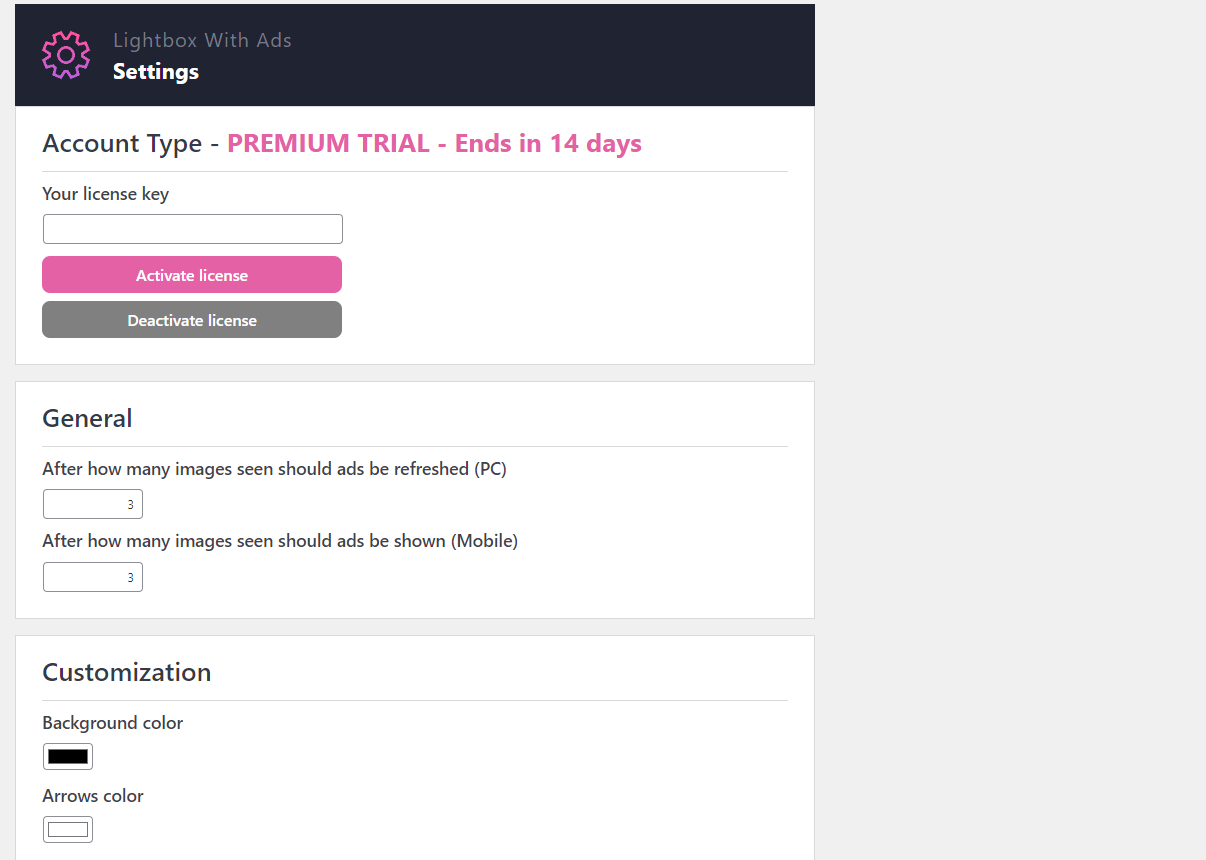 Lightbox With Ads
Settings
Account Type - PREMIUM TRIAL - Ends in 14 days
Your license key
Activate license
Deactivate license
General
After how many images seen should ads be refreshed (PC)
3
After how many images seen should ads be shown (Mobile)
3
Customization
Background color
Arrows color